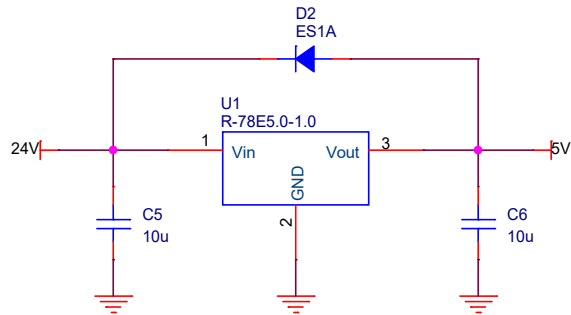 D2
ES1A
U1
R-78E5.0-1.0
24V
1
Vin
Vout
3
5V
GND
2
C5
10u
C6
10u